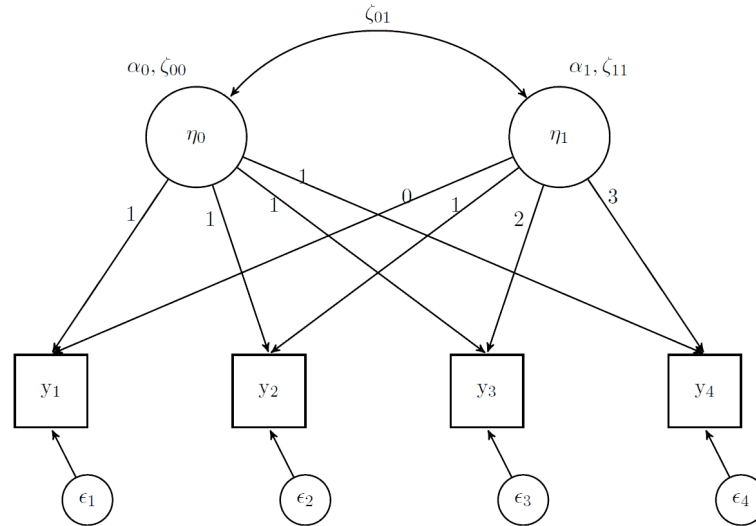 ζ₀₁
α₀, ζ₀₀
α₁, ζ₁₁
η₀
η₁
1
1
1
1
0
1
2
3
y₁
y₂
y₃
y₄
ϵ₁
ϵ₂
ϵ₃
ϵ₄